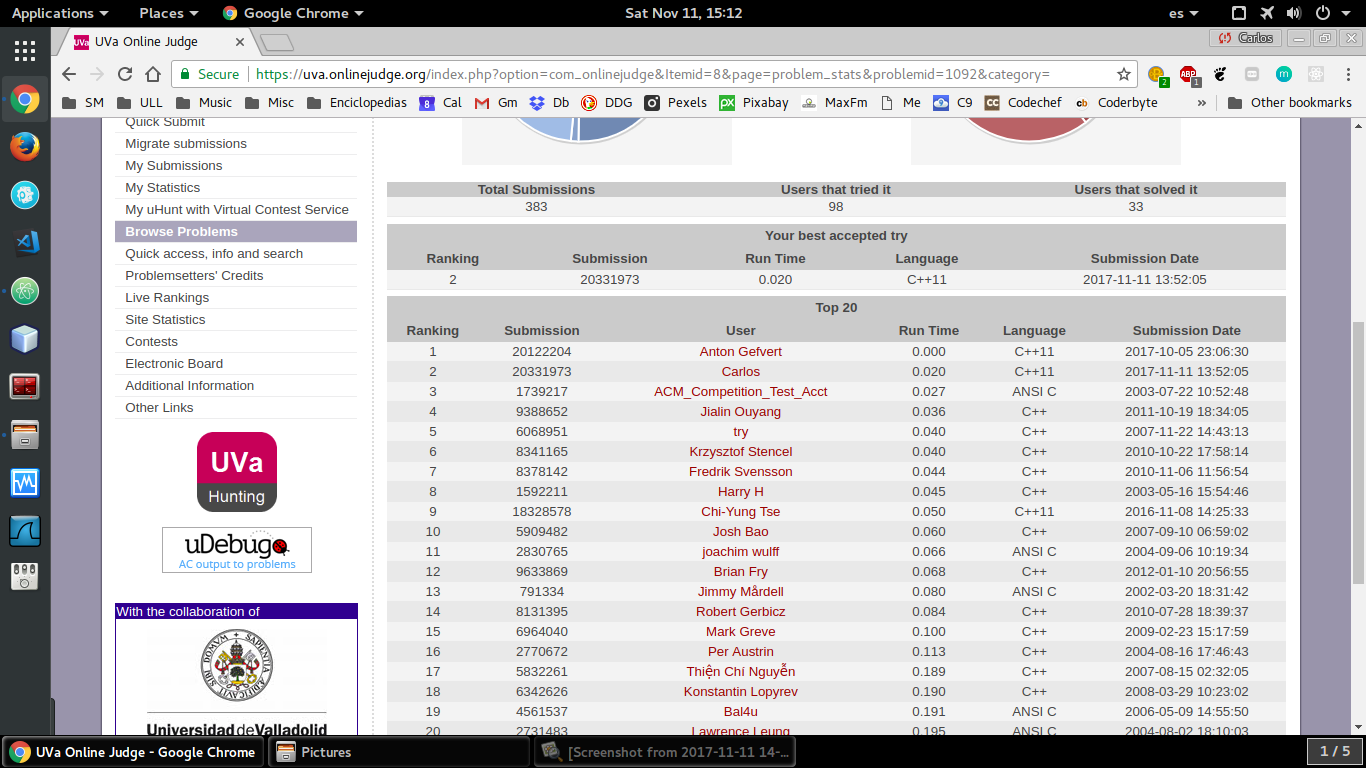 Applications Places Google Chrome Sat Nov 11, 15:12 es
UVa UVa Online Judge Carlos
Secure https://uva.onlinejudge.org/index.php?option=com_onlinejudge&Itemid=8&page=problem_stats&problemid=1092&category= 2 ABP 1 m
SM ULL Music Misc Enciclopedias 8 Cal Gm Db DDG Pexels px Pixabay MaxFm Me C9 CC Codechef cb Coderbyte » Other bookmarks
Quick Submit
Migrate submissions
My Submissions
My Statistics
My uHunt with Virtual Contest Service
Browse Problems
Quick access, info and search
Problemsetters' Credits
Live Rankings
Site Statistics
Contests
Electronic Board
Additional Information
Other Links
UVa
Hunting
uDebug
AC output to problems
With the collaboration of
Universidad de Valladolid
Total Submissions Users that tried it Users that solved it
383 98 33
Your best accepted try
Ranking Submission Run Time Language Submission Date
2 20331973 0.020 C++11 2017-11-11 13:52:05
Top 20
Ranking Submission User Run Time Language Submission Date
1 20122204 Anton Gefvert 0.000 C++11 2017-10-05 23:06:30
2 20331973 Carlos 0.020 C++11 2017-11-11 13:52:05
3 1739217 ACM_Competition_Test_Acct 0.027 ANSI C 2003-07-22 10:52:48
4 9388652 Jialin Ouyang 0.036 C++ 2011-10-19 18:34:05
5 6068951 try 0.040 C++ 2007-11-22 14:43:13
6 8341165 Krzysztof Stencel 0.040 C++ 2010-10-22 17:58:14
7 8378142 Fredrik Svensson 0.044 C++ 2010-11-06 11:56:54
8 1592211 Harry H 0.045 C++ 2003-05-16 15:54:46
9 18328578 Chi-Yung Tse 0.050 C++11 2016-11-08 14:25:33
10 5909482 Josh Bao 0.060 C++ 2007-09-10 06:59:02
11 2830765 joachim wulff 0.066 ANSI C 2004-09-06 10:19:34
12 9633869 Brian Fry 0.068 C++ 2012-01-10 20:56:55
13 791334 Jimmy Mårdell 0.080 ANSI C 2002-03-20 18:31:42
14 8131395 Robert Gerbicz 0.084 C++ 2010-07-28 18:39:37
15 6964040 Mark Greve 0.100 C++ 2009-02-23 15:17:59
16 2770672 Per Austrin 0.113 C++ 2004-08-16 17:46:43
17 5832261 Thiện Chí Nguyễn 0.189 C++ 2007-08-15 02:32:05
18 6342626 Konstantin Lopyrev 0.190 C++ 2008-03-29 10:23:02
19 4561537 Bal4u 0.191 ANSI C 2006-05-09 14:55:50
20 2731483 Lawrence Leung 0.195 ANSI C 2004-08-02 18:10:03
UVa Online Judge - Google Chrome Pictures [Screenshot from 2017-11-11 14-... 1 / 5